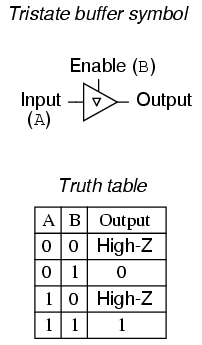 Tristate buffer symbol
Enable (B)
Input
(A)
Output
Truth table
A B Output
0 0 High-Z
0 1 0
1 0 High-Z
1 1 1